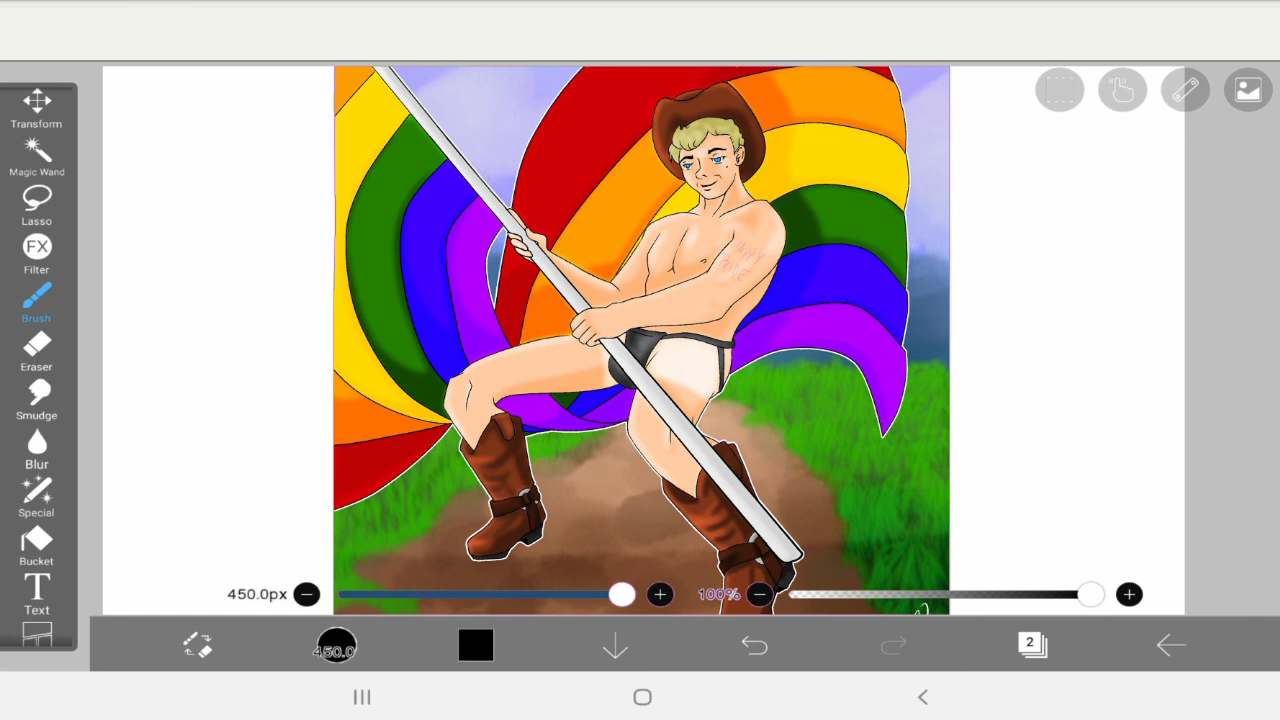 Transform
Magic Wand
Lasso
FX
Filter
Brush
Eraser
Smudge
Blur
Special
Bucket
T
Text
450.0px
100%
450.0
2